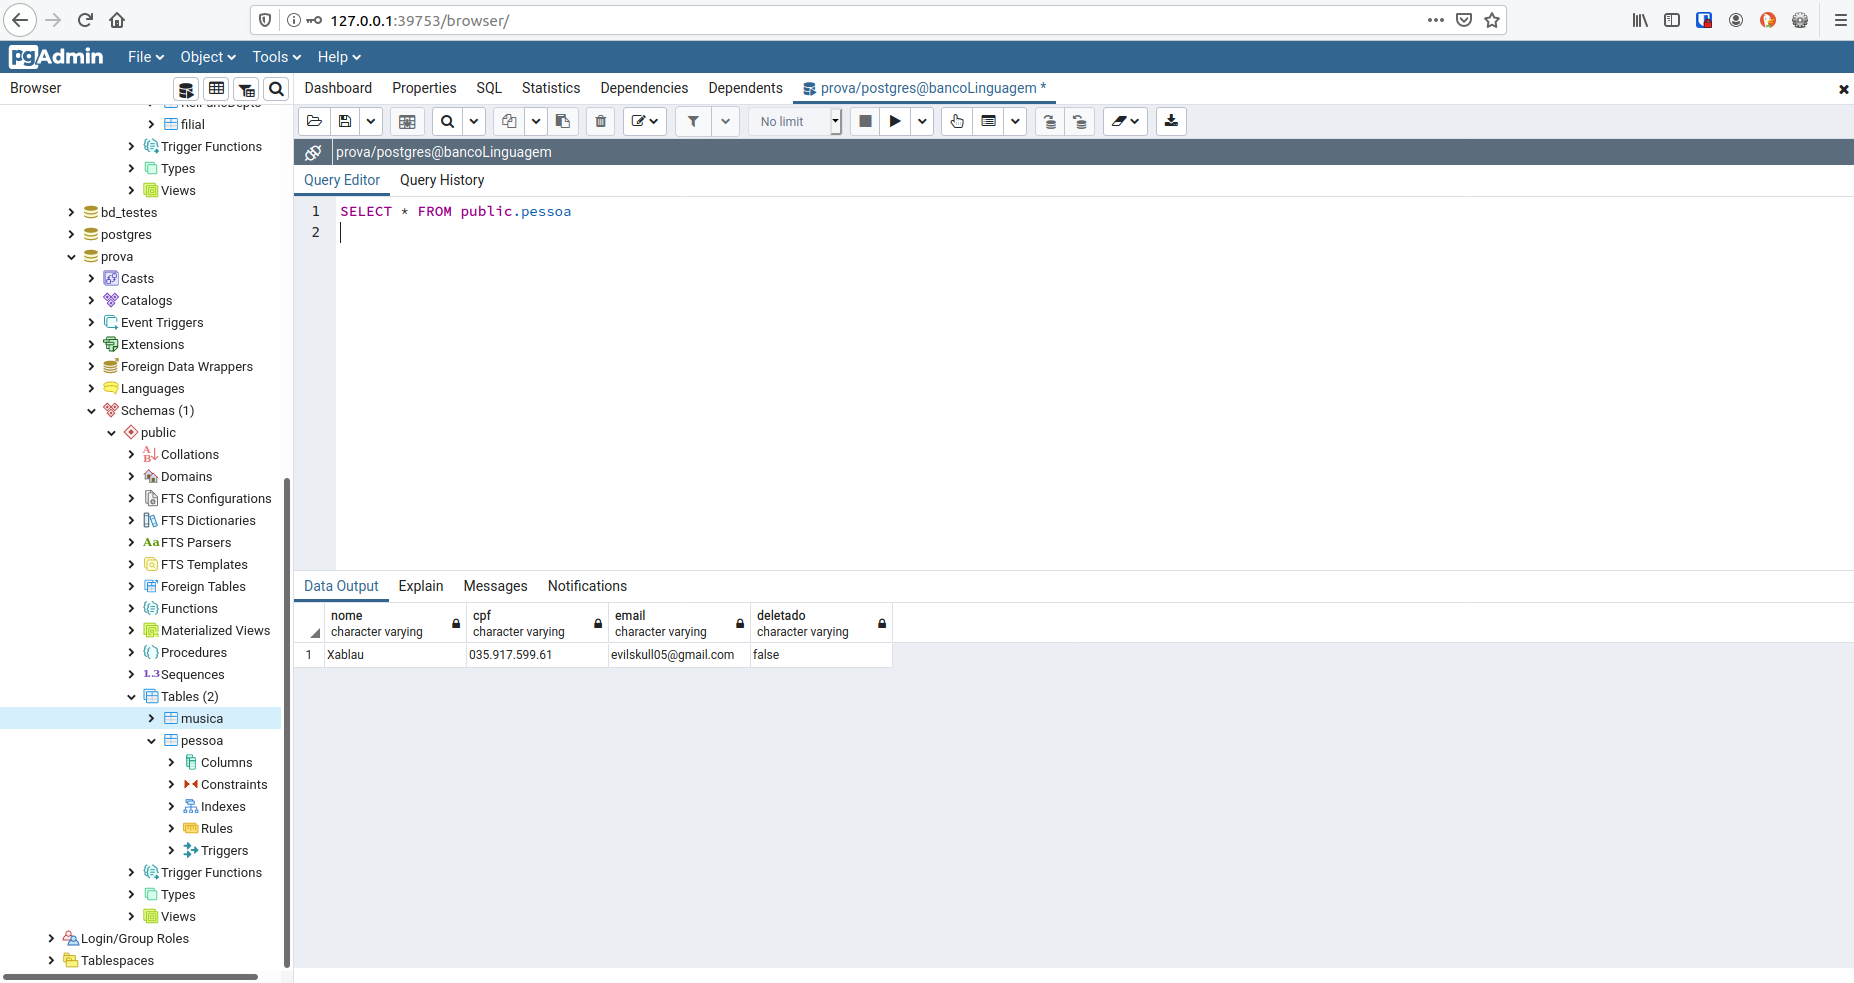 127.0.0.1:39753/browser/
pgAdmin File Object Tools Help
Browser
Dashboard Properties SQL Statistics Dependencies Dependents prova/postgres@bancoLinguagem *
filial
Trigger Functions
Types
Views
bd_testes
postgres
prova
Casts
Catalogs
Event Triggers
Extensions
Foreign Data Wrappers
Languages
Schemas (1)
public
Collations
Domains
FTS Configurations
FTS Dictionaries
FTS Parsers
FTS Templates
Foreign Tables
Functions
Materialized Views
Procedures
Sequences
Tables (2)
musica
pessoa
Columns
Constraints
Indexes
Rules
Triggers
Trigger Functions
Types
Views
Login/Group Roles
Tablespaces
No limit
prova/postgres@bancoLinguagem
Query Editor Query History
1 SELECT * FROM public.pessoa
2
Data Output Explain Messages Notifications
nome cpf email deletado
character varying character varying character varying character varying
1 Xablau 035.917.599.61 evilskull05@gmail.com false